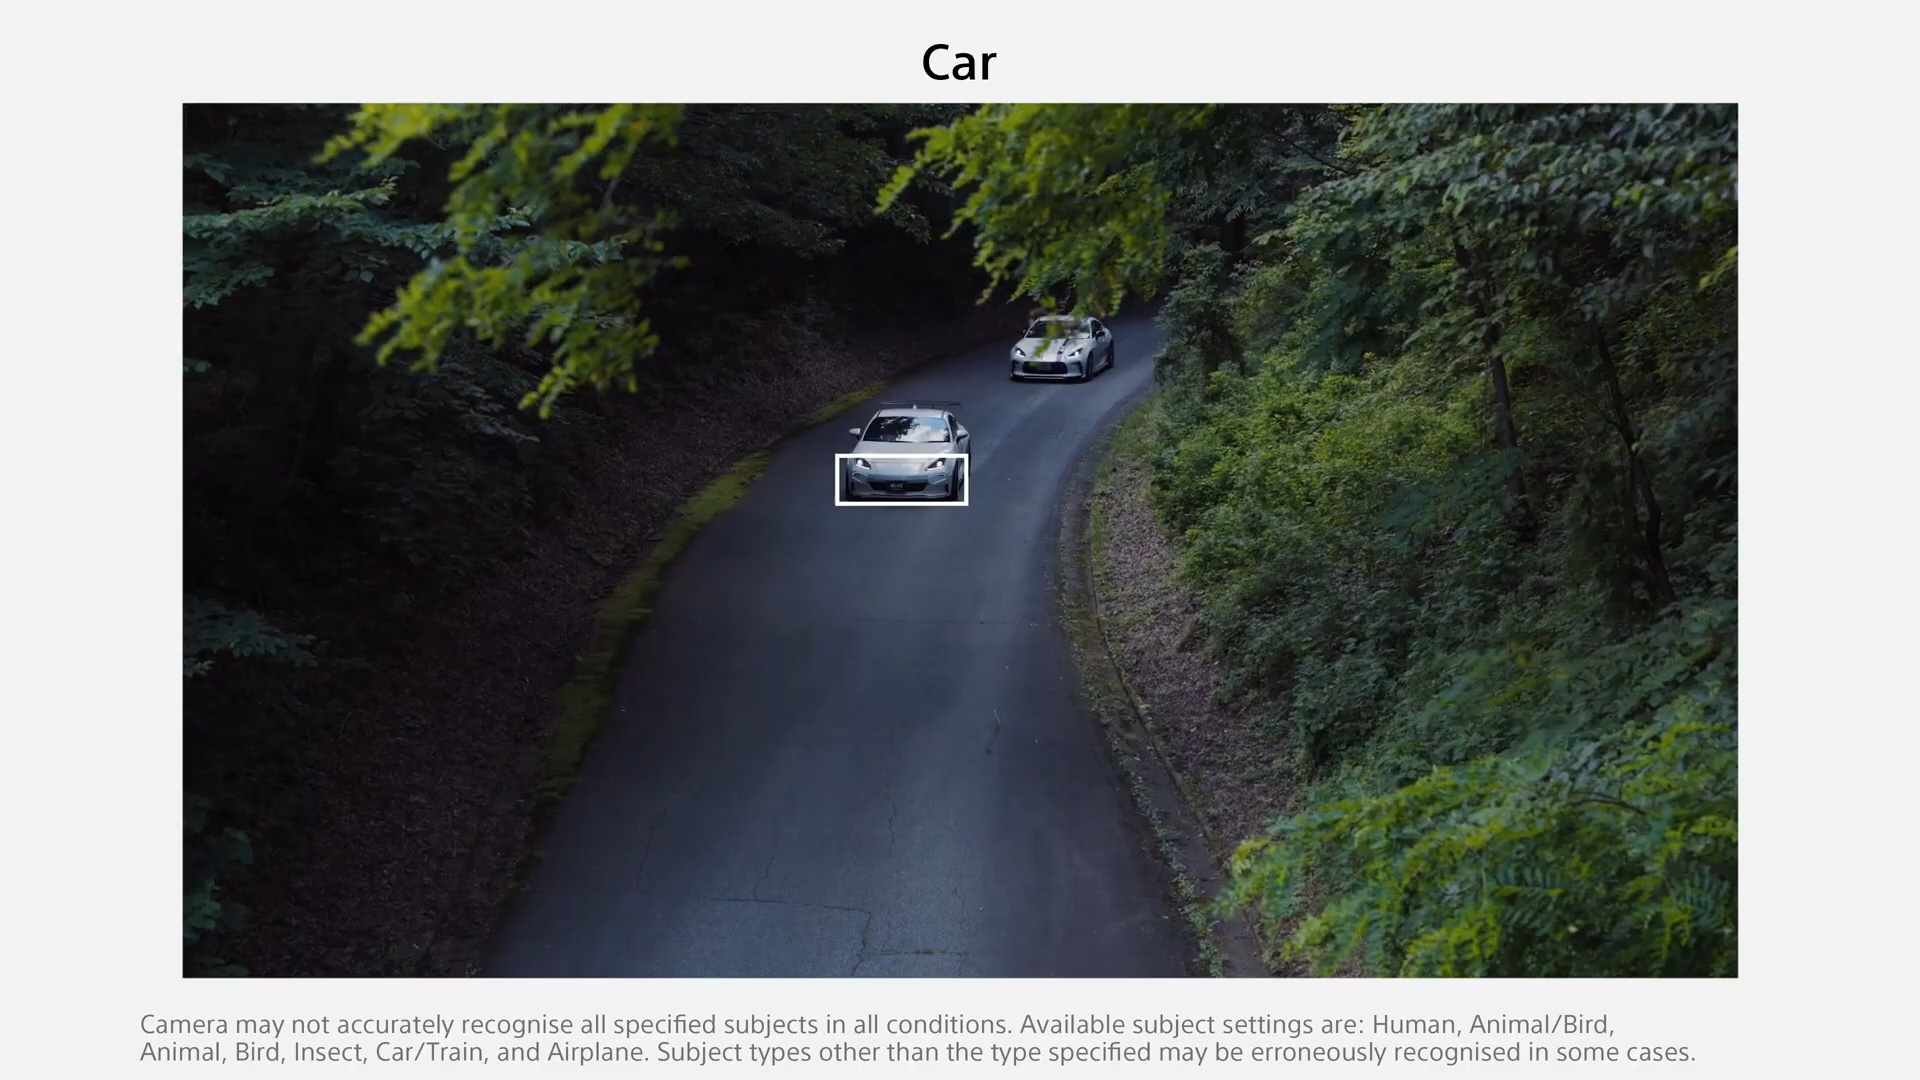 Car
Camera may not accurately recognise all specified subjects in all conditions. Available subject settings are: Human, Animal/Bird,
Animal, Bird, Insect, Car/Train, and Airplane. Subject types other than the type specified may be erroneously recognised in some cases.